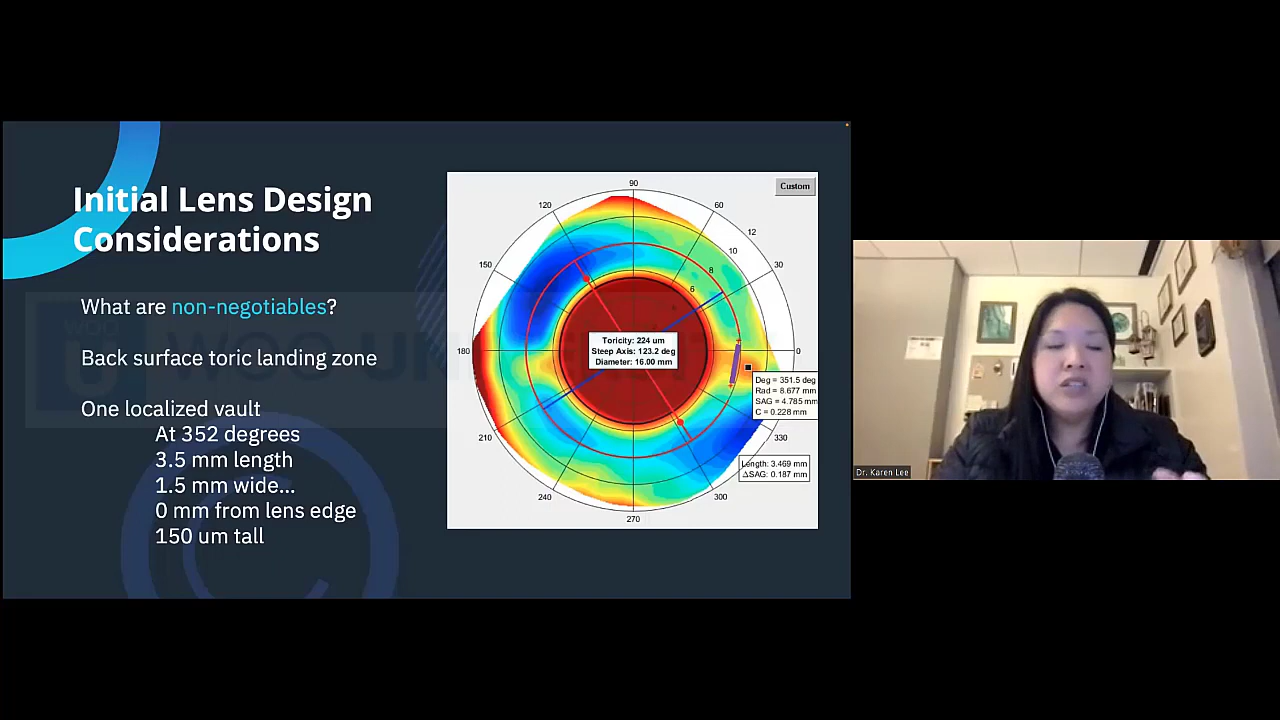 Initial Lens Design
Considerations
What are non-negotiables?
Back surface toric landing zone
One localized vault
At 352 degrees
3.5 mm length
1.5 mm wide...
0 mm from lens edge
150 um tall
Custom
90
120
60
12
150
10
30
8
6
180
0
Toricity: 224 um
Steep Axis: 123.2 deg
Diameter: 16.00 mm
Deg = 351.5 deg
Rad = 8.677 mm
SAG = 4.785 mm
C = 0.228 mm
210
330
Length: 3.469 mm
ΔSAG: 0.187 mm
240
300
270
Dr. Karen Lee